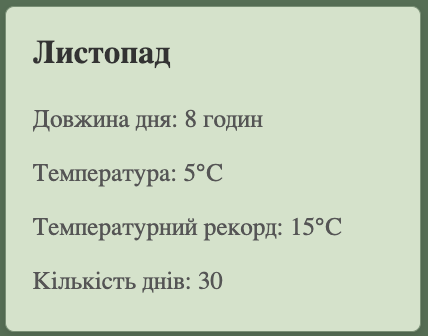 Листопад
Довжина дня: 8 годин
Температура: 5°C
Температурний рекорд: 15°C
Кількість днів: 30